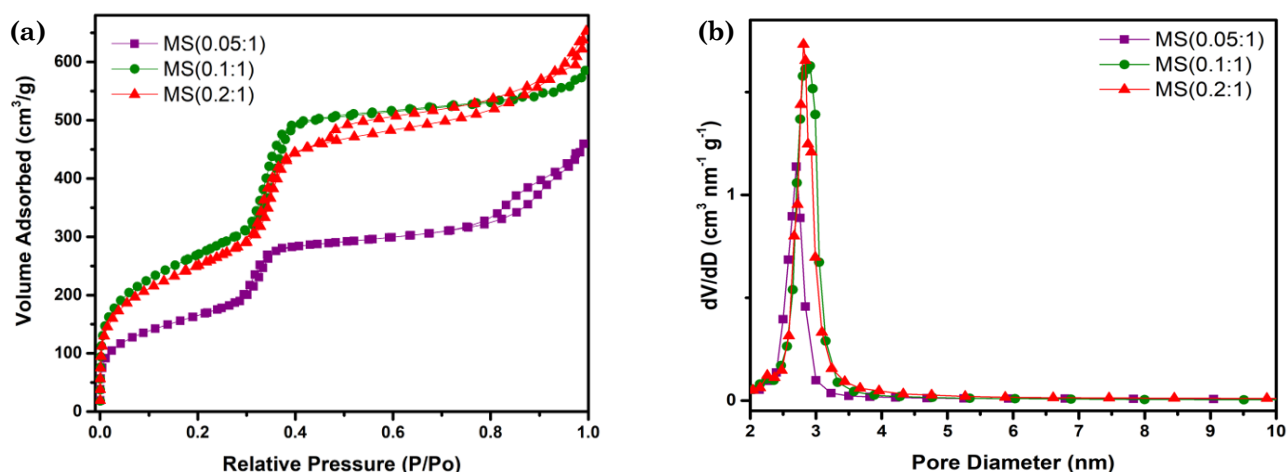 (a)
MS(0.05:1)
MS(0.1:1)
MS(0.2:1)
Volume Adsorbed (cm³/g)
600
500
400
300
200
100
0
0.0 0.2 0.4 0.6 0.8 1.0
Relative Pressure (P/Po)
(b)
MS(0.05:1)
MS(0.1:1)
MS(0.2:1)
dV/dD (cm³ nm⁻¹ g⁻¹)
1
0
2 3 4 5 6 7 8 9 10
Pore Diameter (nm)